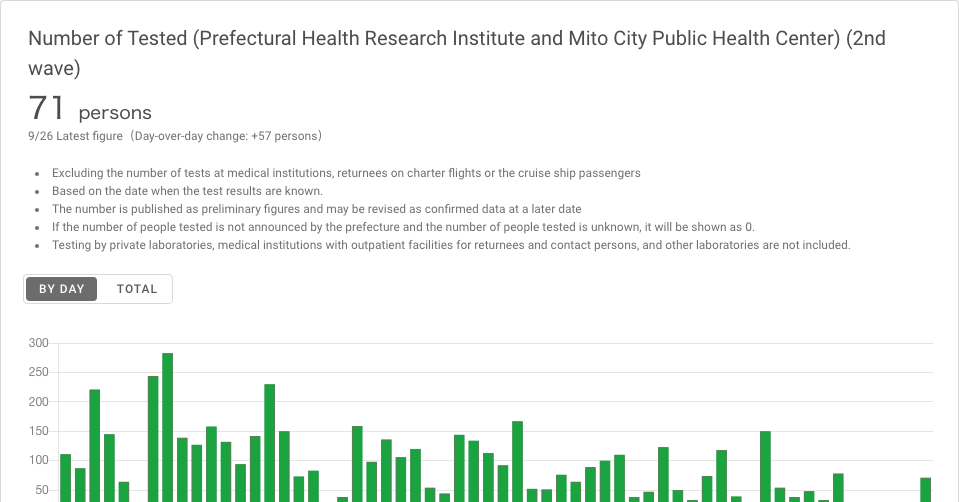 Number of Tested (Prefectural Health Research Institute and Mito City Public Health Center) (2nd
wave)
71 persons
9/26 Latest figure（Day-over-day change: +57 persons）
• Excluding the number of tests at medical institutions, returnees on charter flights or the cruise ship passengers
• Based on the date when the test results are known.
• The number is published as preliminary figures and may be revised as confirmed data at a later date
• If the number of people tested is not announced by the prefecture and the number of people tested is unknown, it will be shown as 0.
• Testing by private laboratories, medical institutions with outpatient facilities for returnees and contact persons, and other laboratories are not included.
BY DAY TOTAL
300
250
200
150
100
50